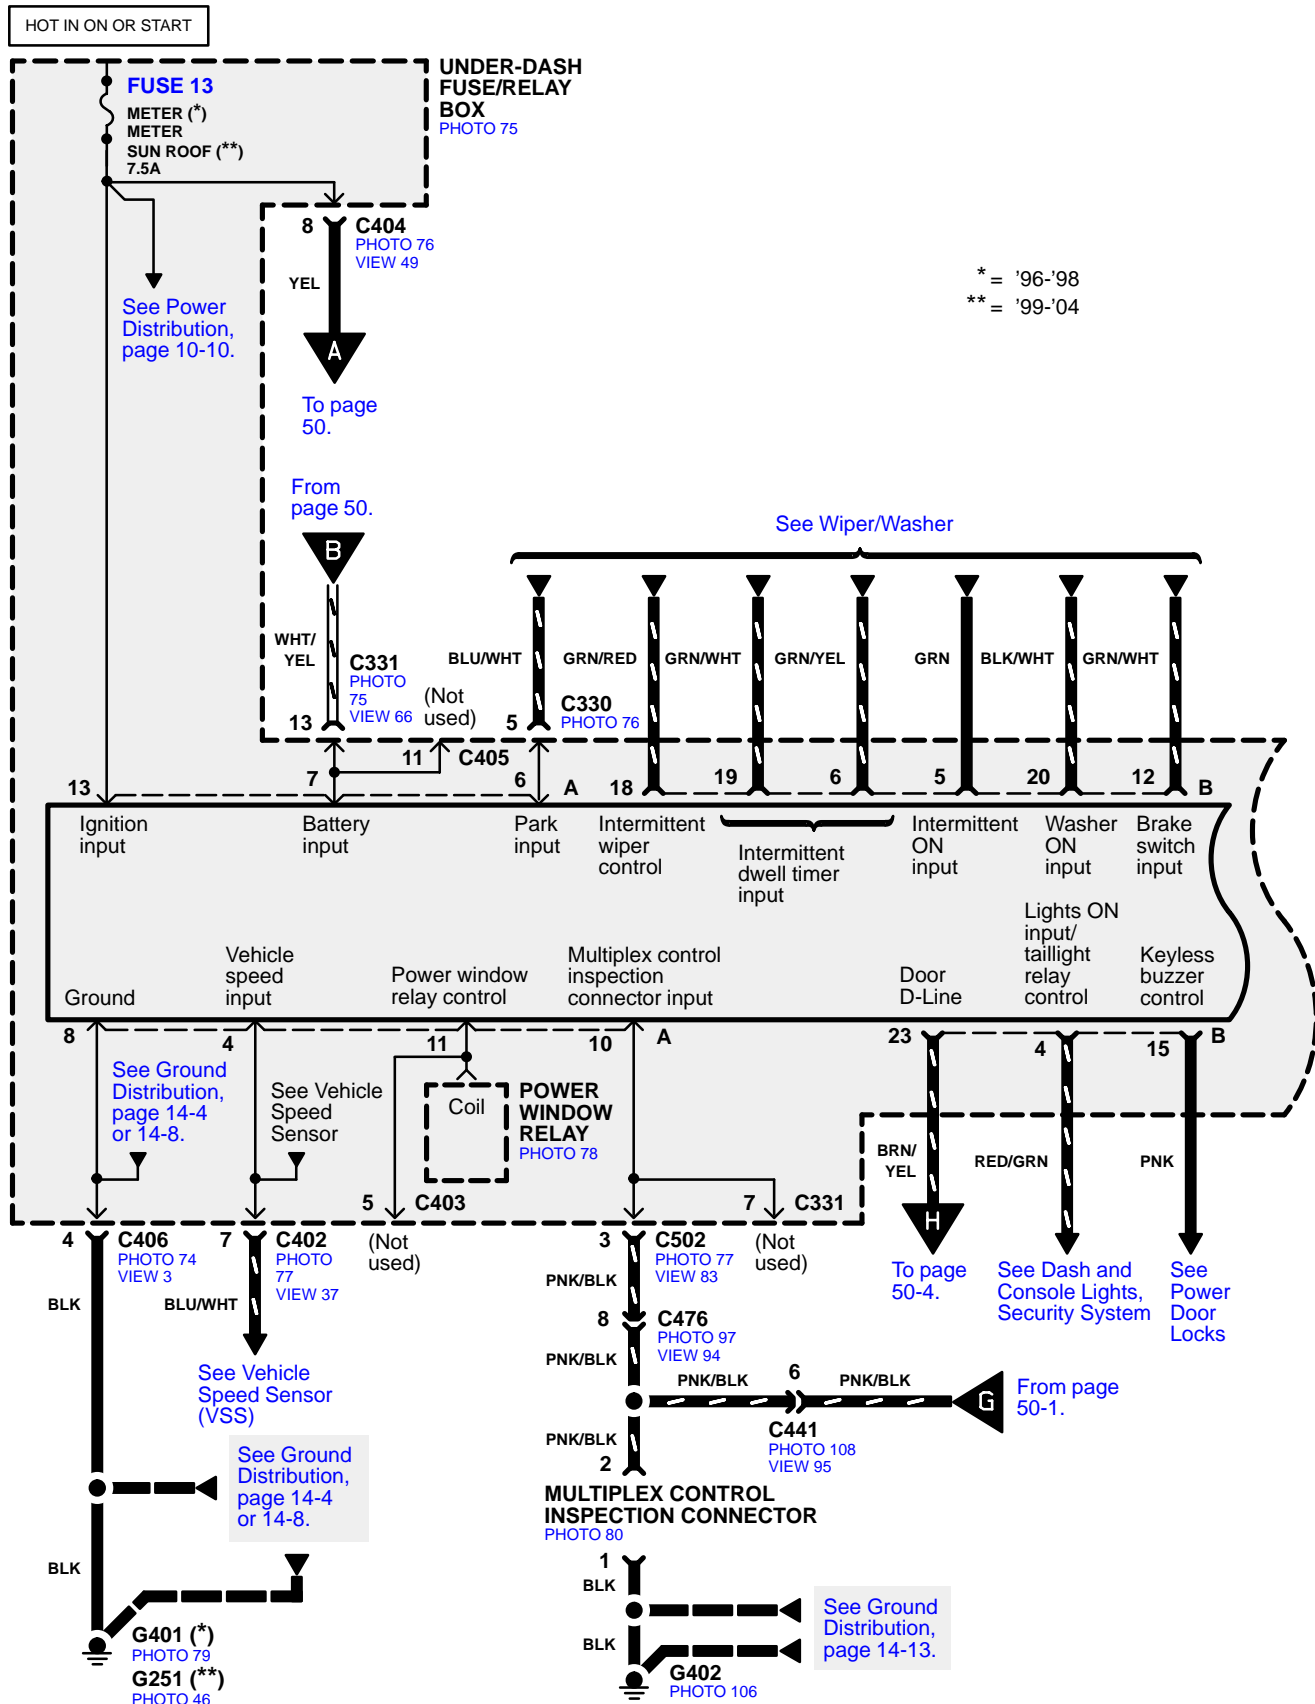 HOT IN ON OR START
FUSE 13
METER (*)
METER
SUN ROOF (**)
7.5A
UNDER-DASH
FUSE/RELAY
BOX
PHOTO 75
8
C404
PHOTO 76
VIEW 49
YEL
See Power
Distribution,
page 10-10.
A
To page
50.
* = '96-'98
** = '99-'04
From
page 50.
B
See Wiper/Washer
WHT/
YEL
C331
PHOTO
75
VIEW 66
13
(Not
used)
BLU/WHT
5
C330
PHOTO 76
GRN/RED
GRN/WHT
GRN/YEL
GRN
BLK/WHT
GRN/WHT
11
C405
13
7
6
A
18
19
6
5
20
12
B
Ignition
input
Battery
input
Park
input
Intermittent
wiper
control
Intermittent
dwell timer
input
Intermittent
ON
input
Washer
ON
input
Brake
switch
input
Ground
Vehicle
speed
input
Power window
relay control
Multiplex control
inspection
connector input
Door
D-Line
Lights ON
input/
taillight
relay
control
Keyless
buzzer
control
8
4
11
10
A
23
4
15
B
See Ground
Distribution,
page 14-4
or 14-8.
See Vehicle
Speed
Sensor
Coil
POWER
WINDOW
RELAY
PHOTO 78
BRN/
YEL
RED/GRN
PNK
5
C403
7
C331
H
4
C406
PHOTO 74
VIEW 3
7
C402
PHOTO
77
VIEW 37
(Not
used)
3
C502
PHOTO 77
VIEW 83
(Not
used)
To page
50-4.
See Dash and
Console Lights,
Security System
See
Power
Door
Locks
BLK
BLU/WHT
PNK/BLK
8
C476
PHOTO 97
VIEW 94
PNK/BLK
See Vehicle
Speed Sensor
(VSS)
PNK/BLK
6
PNK/BLK
G
From page
50-1.
C441
PHOTO 108
VIEW 95
PNK/BLK
2
See Ground
Distribution,
page 14-4
or 14-8.
MULTIPLEX CONTROL
INSPECTION CONNECTOR
PHOTO 80
BLK
1
BLK
BLK
See Ground
Distribution,
page 14-13.
G401 (*)
PHOTO 79
G251 (**)
PHOTO 46
G402
PHOTO 106